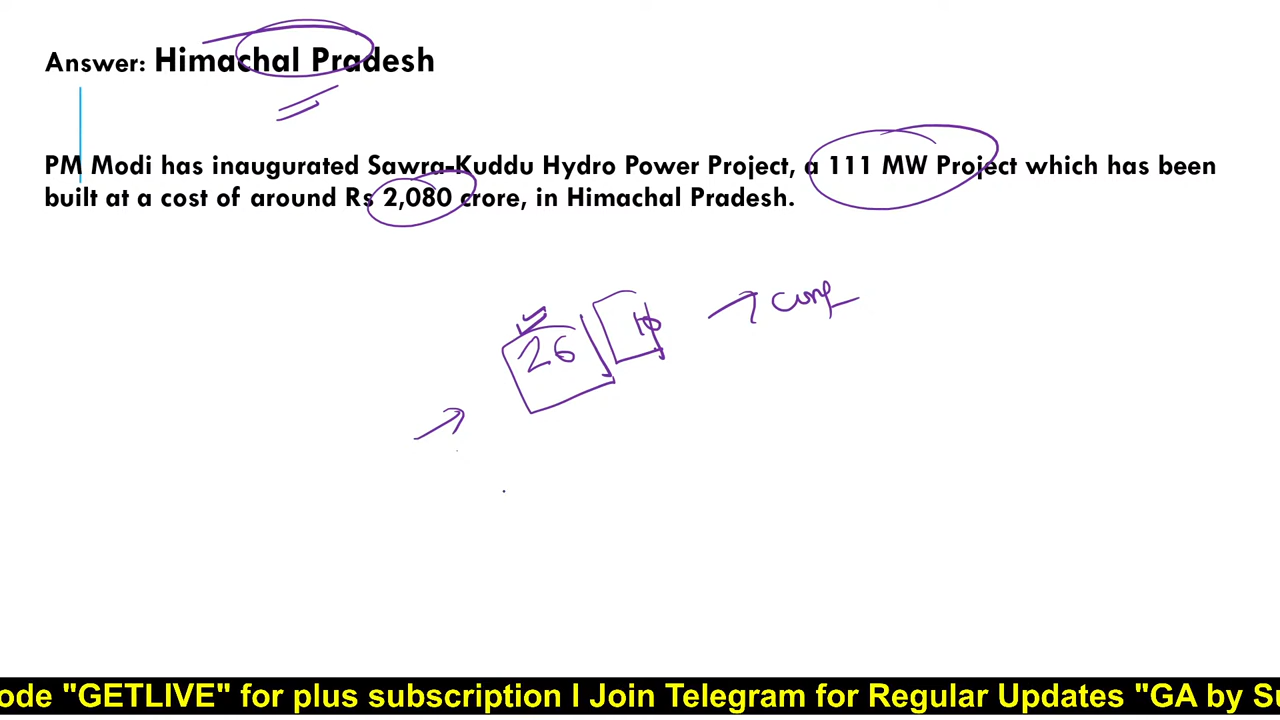 Answer: Himachal Pradesh
PM Modi has inaugurated Sawra-Kuddu Hydro Power Project, a 111 MW Project which has been
built at a cost of around Rs 2,080 crore, in Himachal Pradesh.
26
ode "GETLIVE" for plus subscription I Join Telegram for Regular Updates "GA by Su